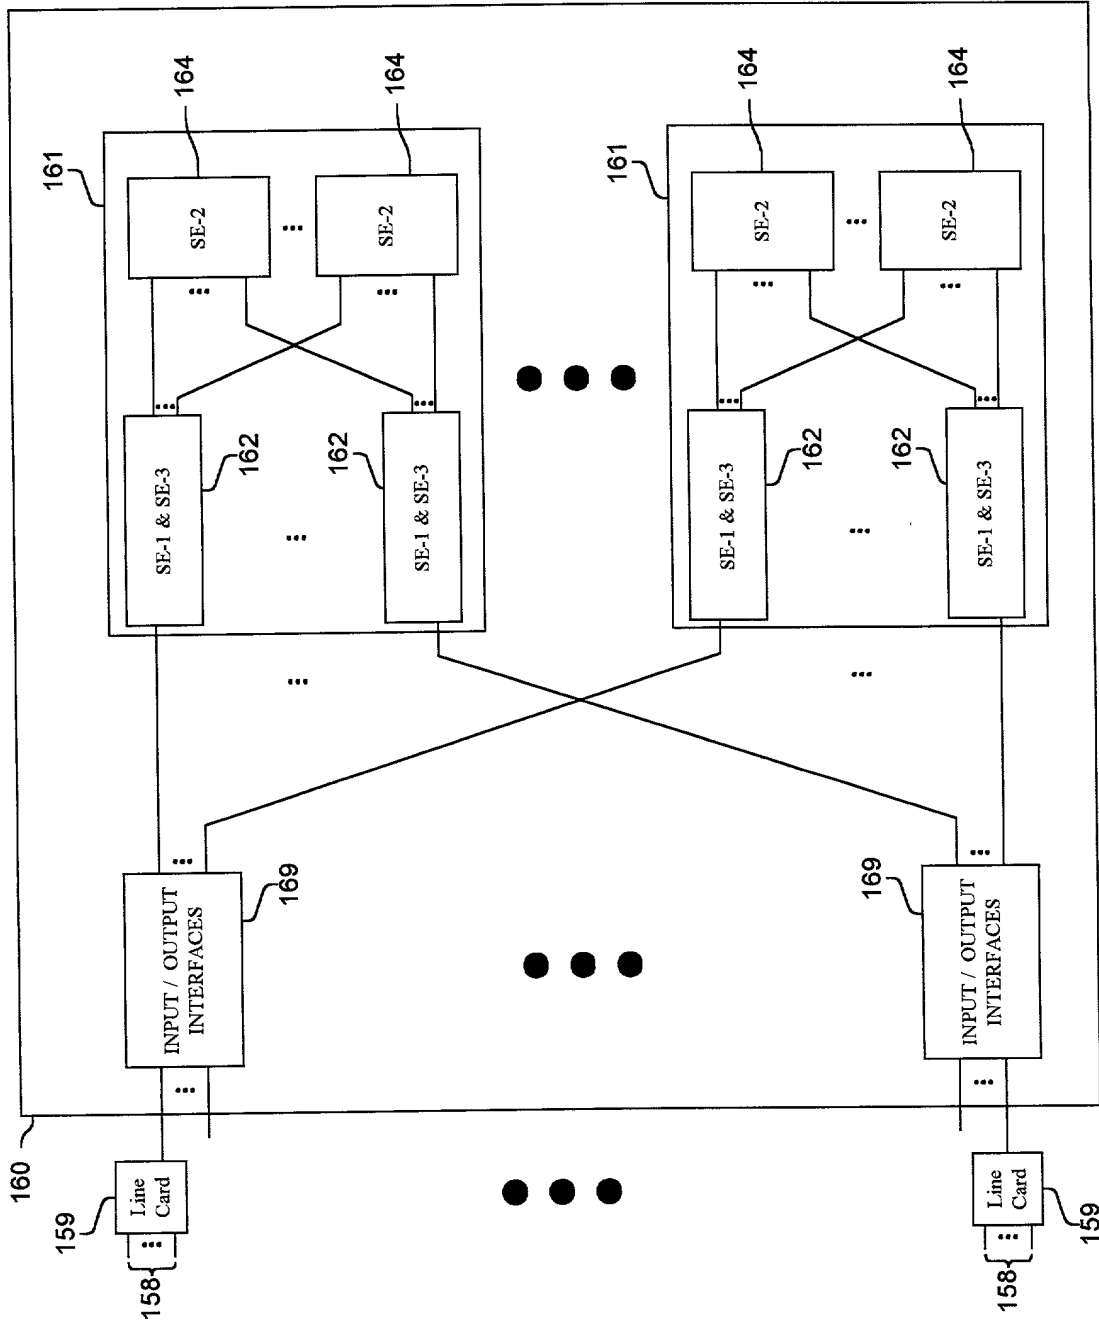 160
158
159
Line
Card
INPUT / OUTPUT
INTERFACES
169
161
SE-1 & SE-3
162
SE-2
164
SE-1 & SE-3
162
SE-2
164
161
SE-1 & SE-3
162
SE-2
164
SE-1 & SE-3
162
SE-2
164
158
159
Line
Card
INPUT / OUTPUT
INTERFACES
169